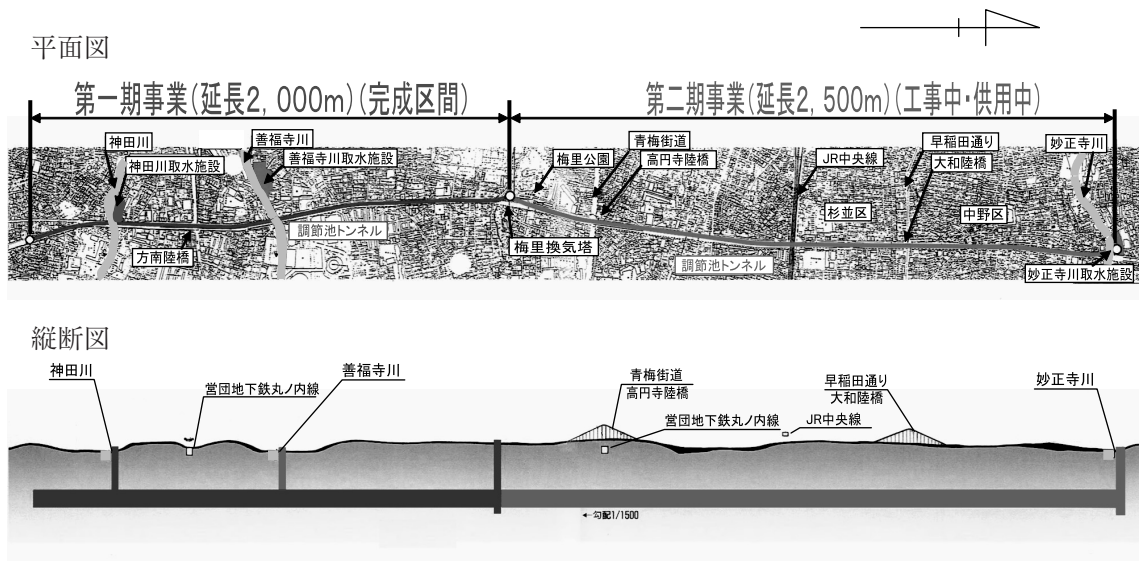 平面図
第一期事業(延長2,000m)(完成区間)
第二期事業(延長2,500m)(工事中・供用中)
神田川
神田川取水施設
善福寺川
善福寺川取水施設
梅里公園
青梅街道
高円寺陸橋
JR中央線
早稲田通り
大和陸橋
妙正寺川
杉並区
中野区
方南陸橋
調節池トンネル
梅里換気塔
調節池トンネル
妙正寺川取水施設
縦断図
神田川
営団地下鉄丸ノ内線
善福寺川
青梅街道
高円寺陸橋
営団地下鉄丸ノ内線
JR中央線
早稲田通り
大和陸橋
妙正寺川
←勾配1/1500